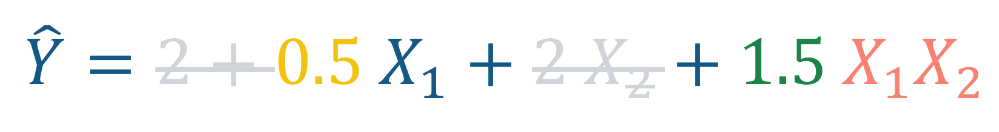 Ŷ = 2 + 0.5 X₁ + 2 X₂ + 1.5 X₁X₂